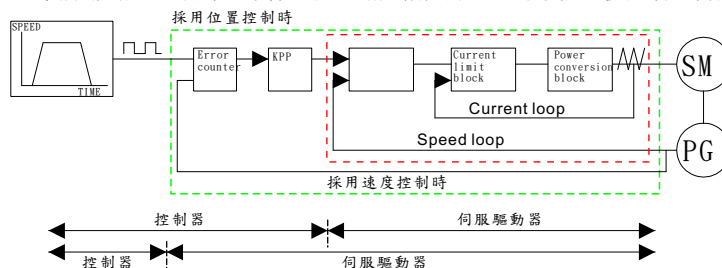 採用位置控制時
SPEED
TIME
Error
counter
KPP
Current
limit
block
Power
conversion
block
SM
Current loop
Speed loop
PG
採用速度控制時
控制器
伺服驅動器
控制器
伺服驅動器